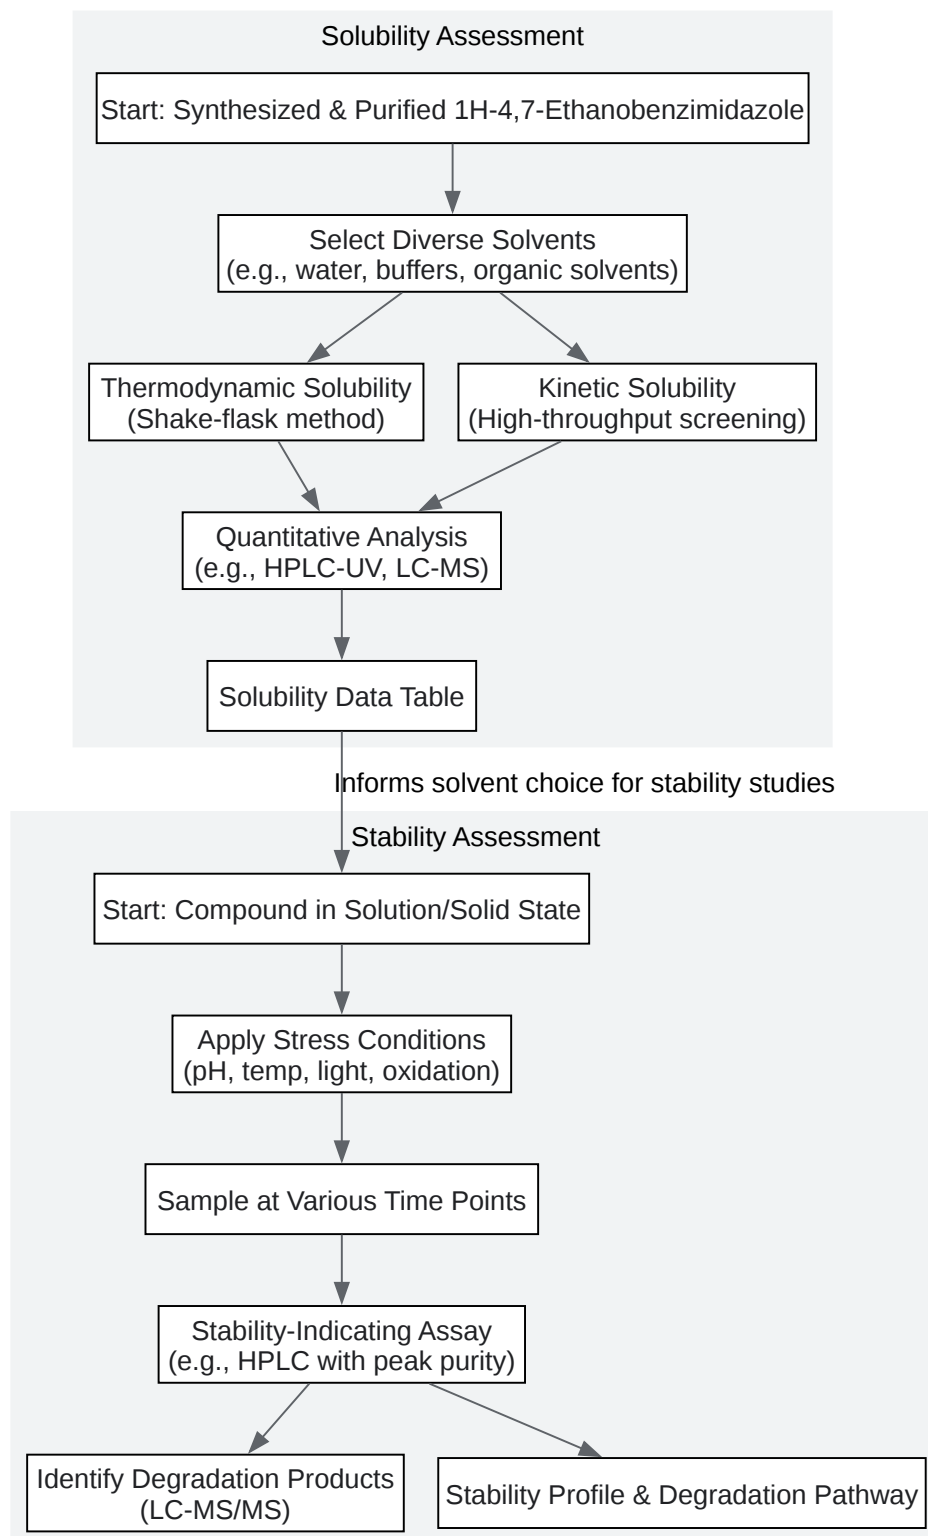 Solubility Assessment
Start: Synthesized & Purified 1H-4,7-Ethanobenzimidazole
Select Diverse Solvents
(e.g., water, buffers, organic solvents)
Thermodynamic Solubility
(Shake-flask method)
Kinetic Solubility
(High-throughput screening)
Quantitative Analysis
(e.g., HPLC-UV, LC-MS)
Solubility Data Table
Informs solvent choice for stability studies
Stability Assessment
Start: Compound in Solution/Solid State
Apply Stress Conditions
(pH, temp, light, oxidation)
Sample at Various Time Points
Stability-Indicating Assay
(e.g., HPLC with peak purity)
Identify Degradation Products
(LC-MS/MS)
Stability Profile & Degradation Pathway